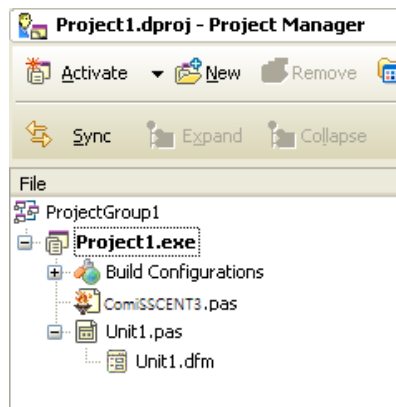 Project1.dproj - Project Manager
Activate New Remove
Sync Expand Collapse
File
ProjectGroup1
Project1.exe
Build Configurations
ComiSSCENT3.pas
Unit1.pas
Unit1.dfm